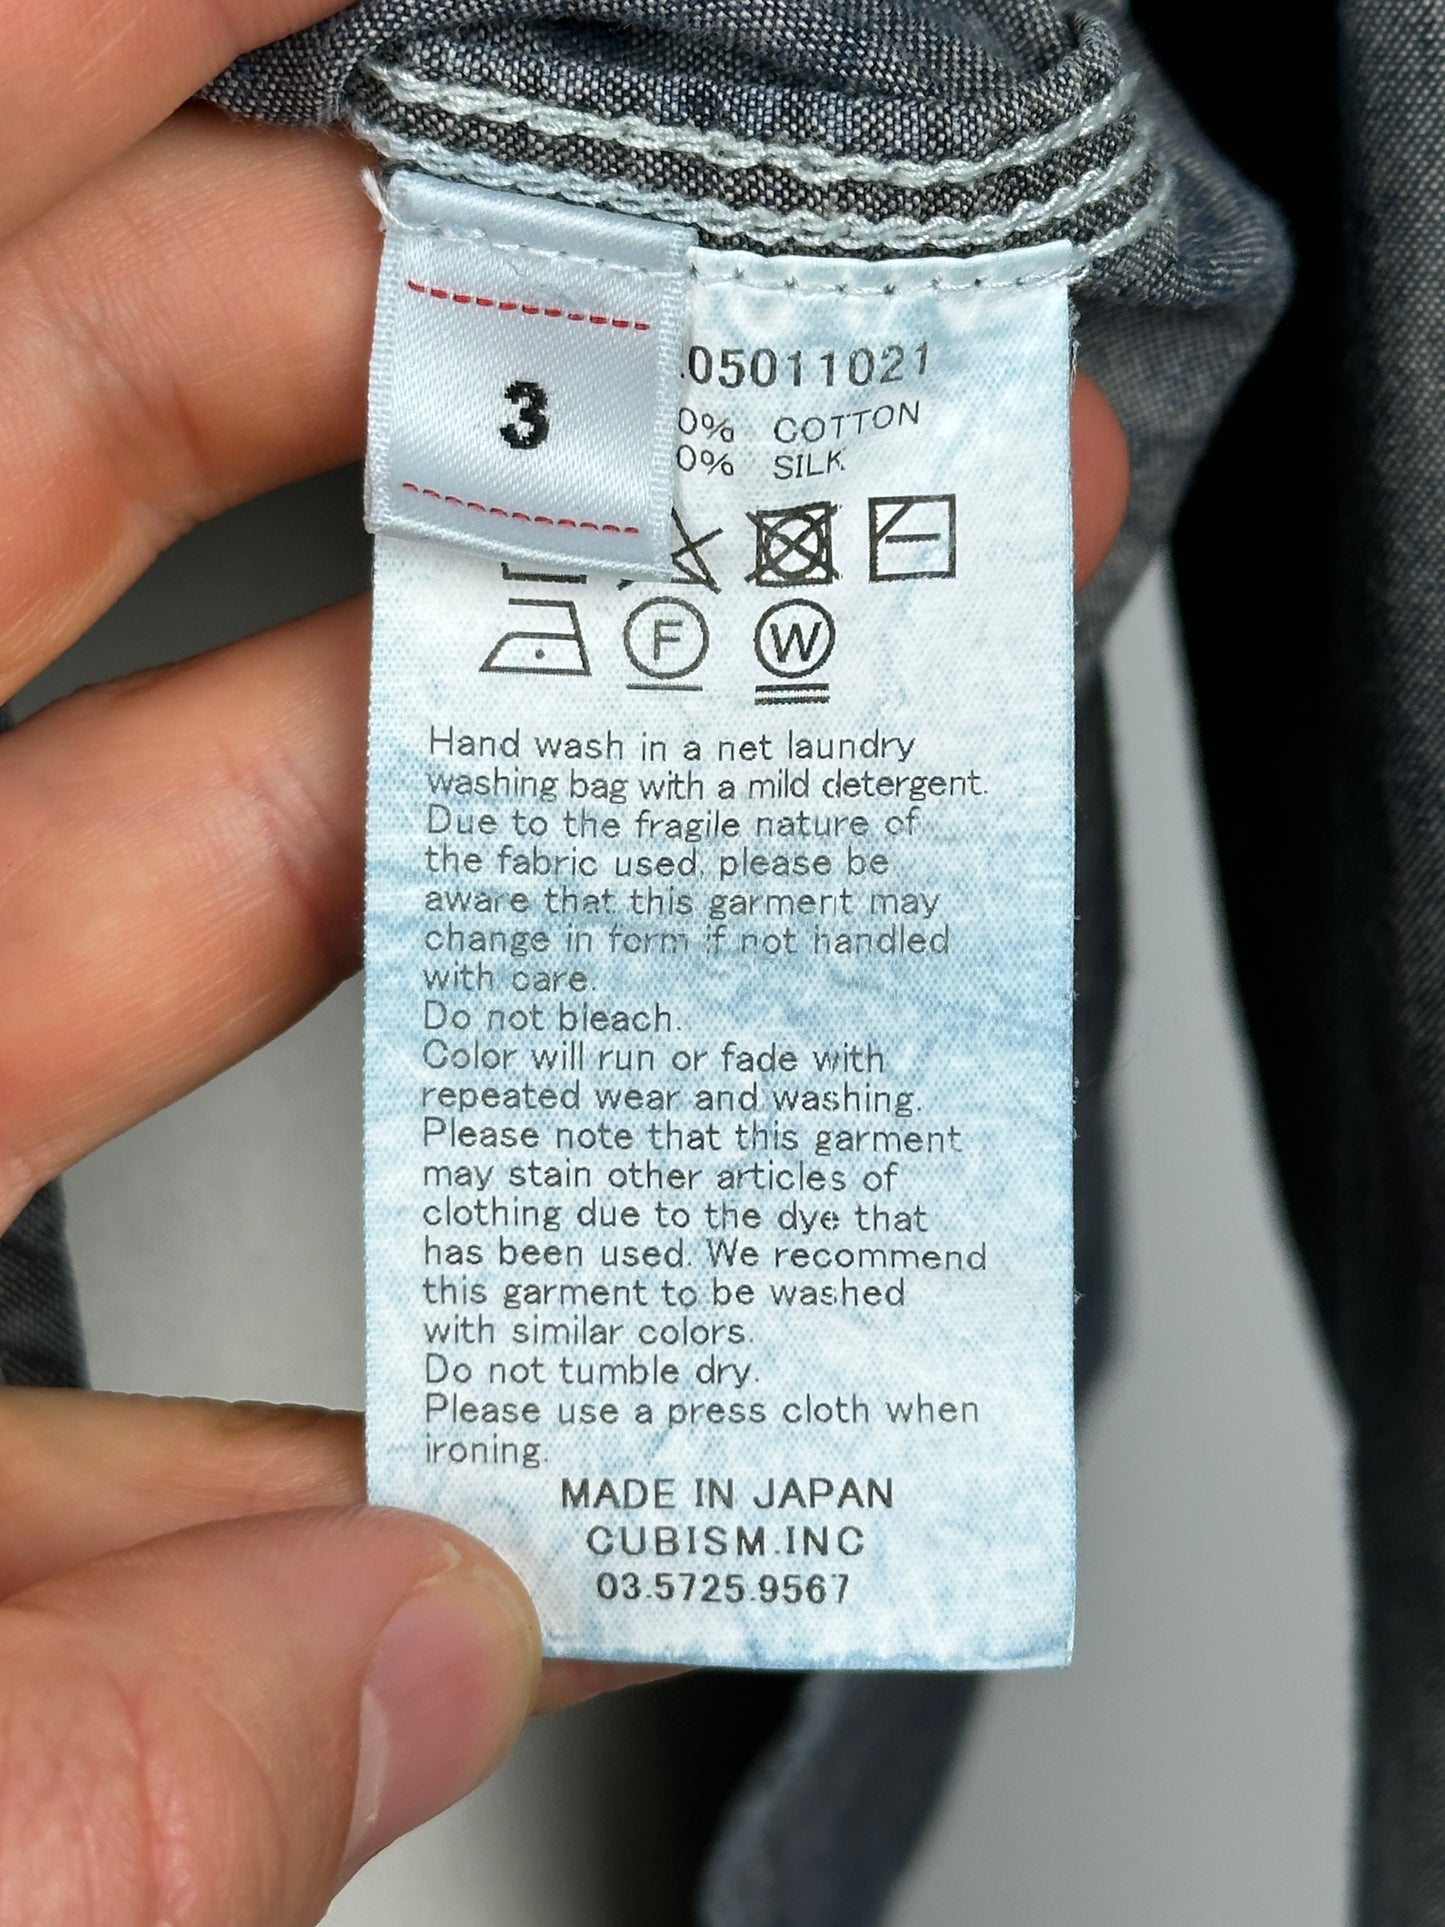 3
05011021
0% COTTON
0% SILK
F
W
Hand wash in a net laundry
washing bag with a mild detergent.
Due to the fragile nature of
the fabric used, please be
aware that this garment may
change in form if not handled
with care.
Do not bleach.
Color will run or fade with
repeated wear and washing.
Please note that this garment
may stain other articles of
clothing due to the dye that
has been used. We recommend
this garment to be washed
with similar colors.
Do not tumble dry.
Please use a press cloth when
ironing.
MADE IN JAPAN
CUBISM.INC
03.5725.9567